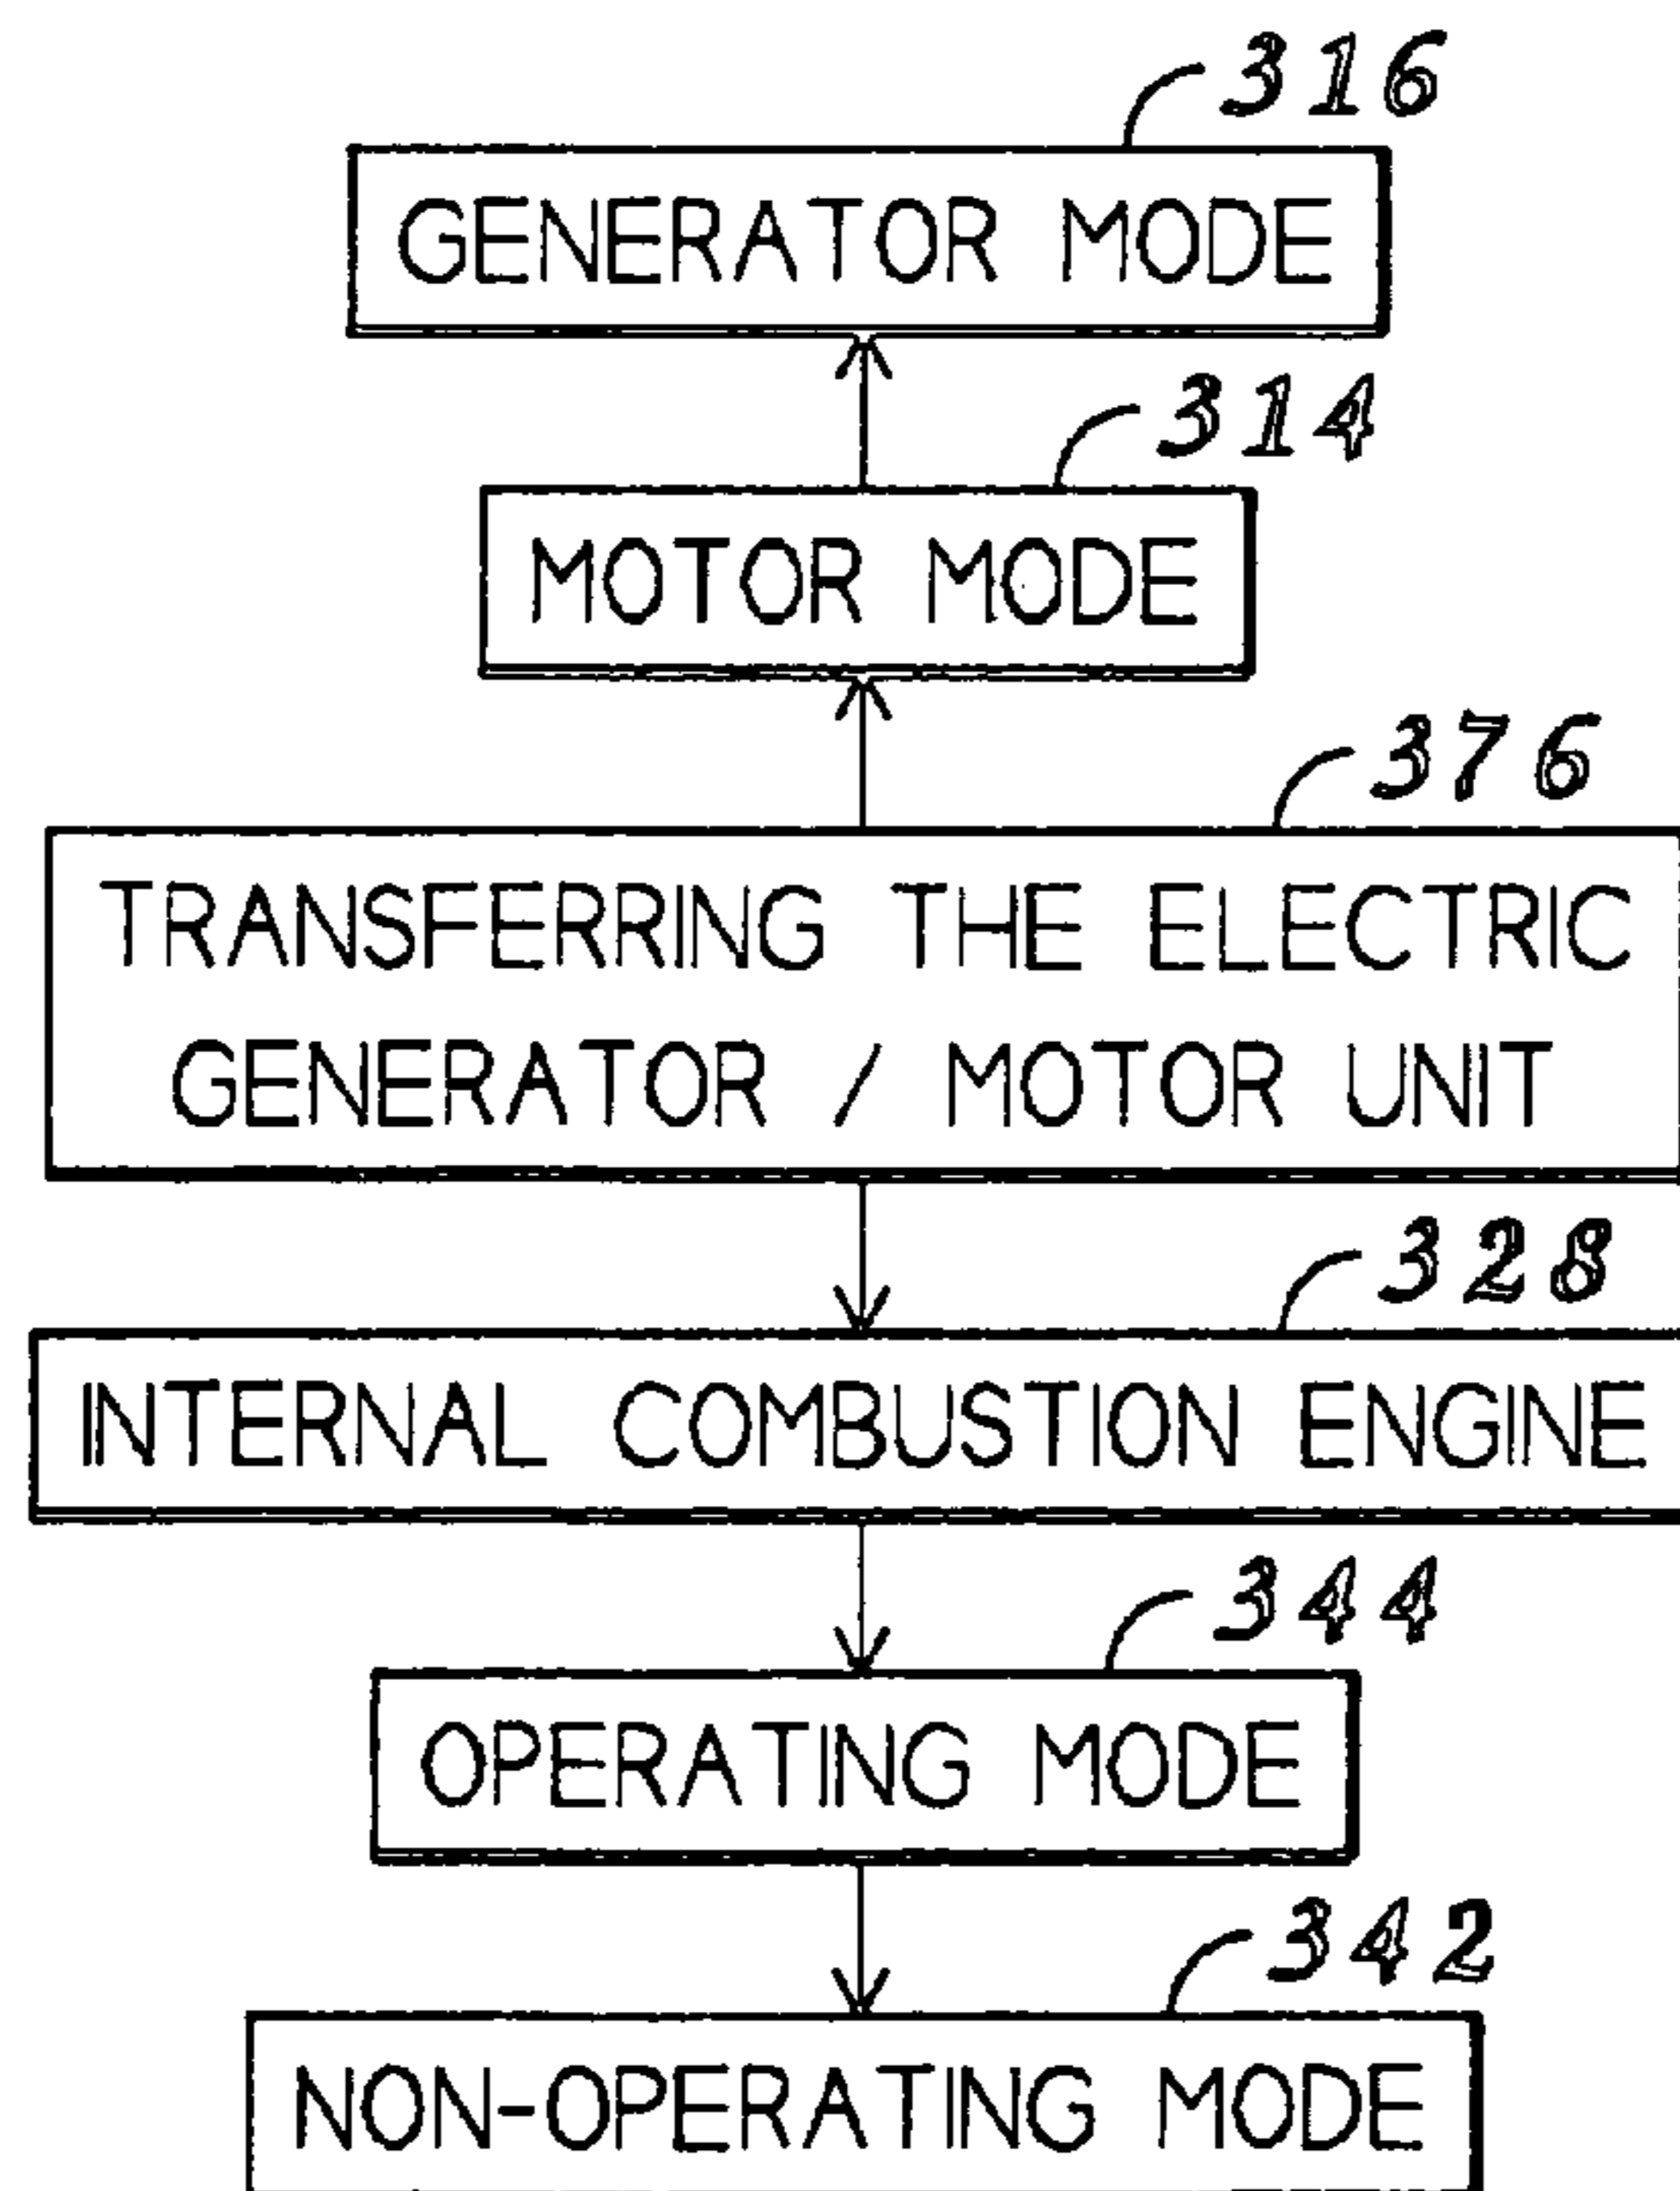 316
GENERATOR MODE
314
MOTOR MODE
376
TRANSFERRING THE ELECTRIC
GENERATOR / MOTOR UNIT
328
INTERNAL COMBUSTION ENGINE
344
OPERATING MODE
342
NON-OPERATING MODE